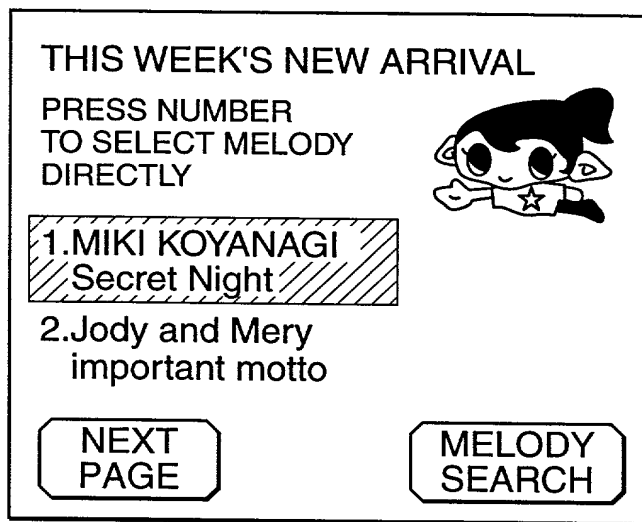 THIS WEEK'S NEW ARRIVAL
PRESS NUMBER
TO SELECT MELODY
DIRECTLY
1.MIKI KOYANAGI
Secret Night
2.Jody and Mery
important motto
NEXT
PAGE
MELODY
SEARCH